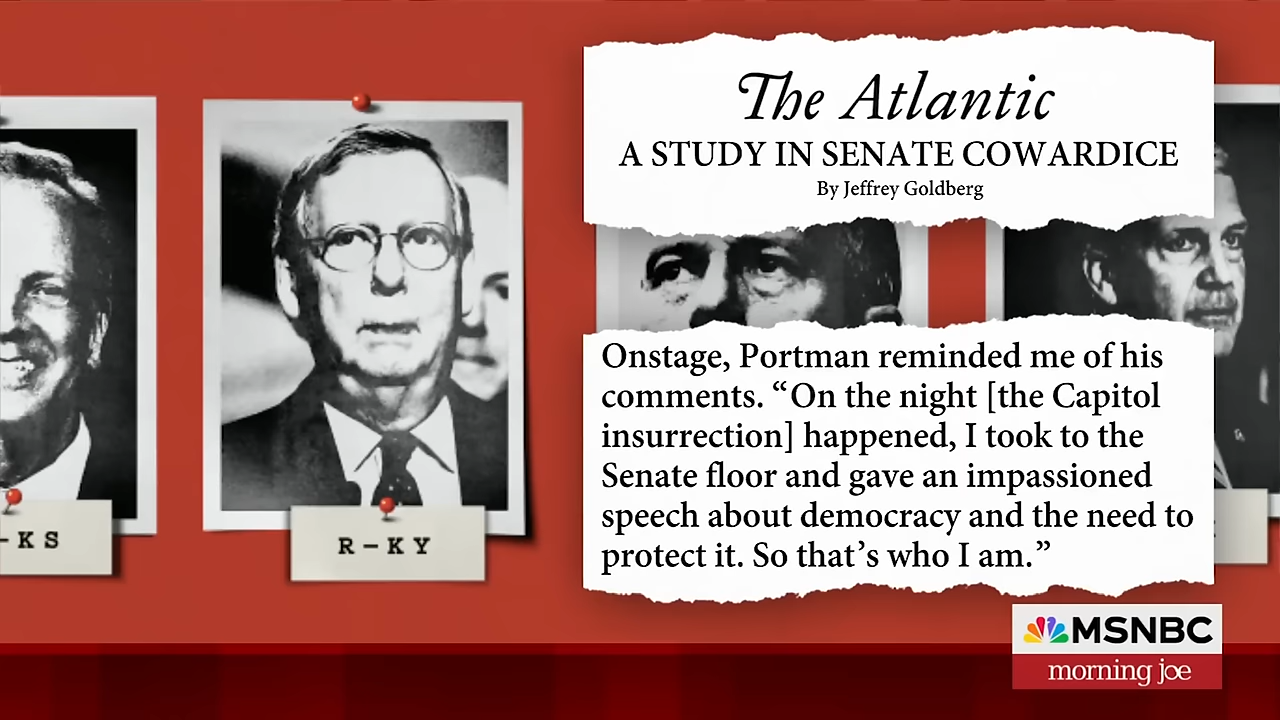 The Atlantic
A STUDY IN SENATE COWARDICE
By Jeffrey Goldberg
Onstage, Portman reminded me of his
comments. “On the night [the Capitol
insurrection] happened, I took to the
Senate floor and gave an impassioned
speech about democracy and the need to
protect it. So that’s who I am.”
-KS
R-KY
MSNBC
morning joe